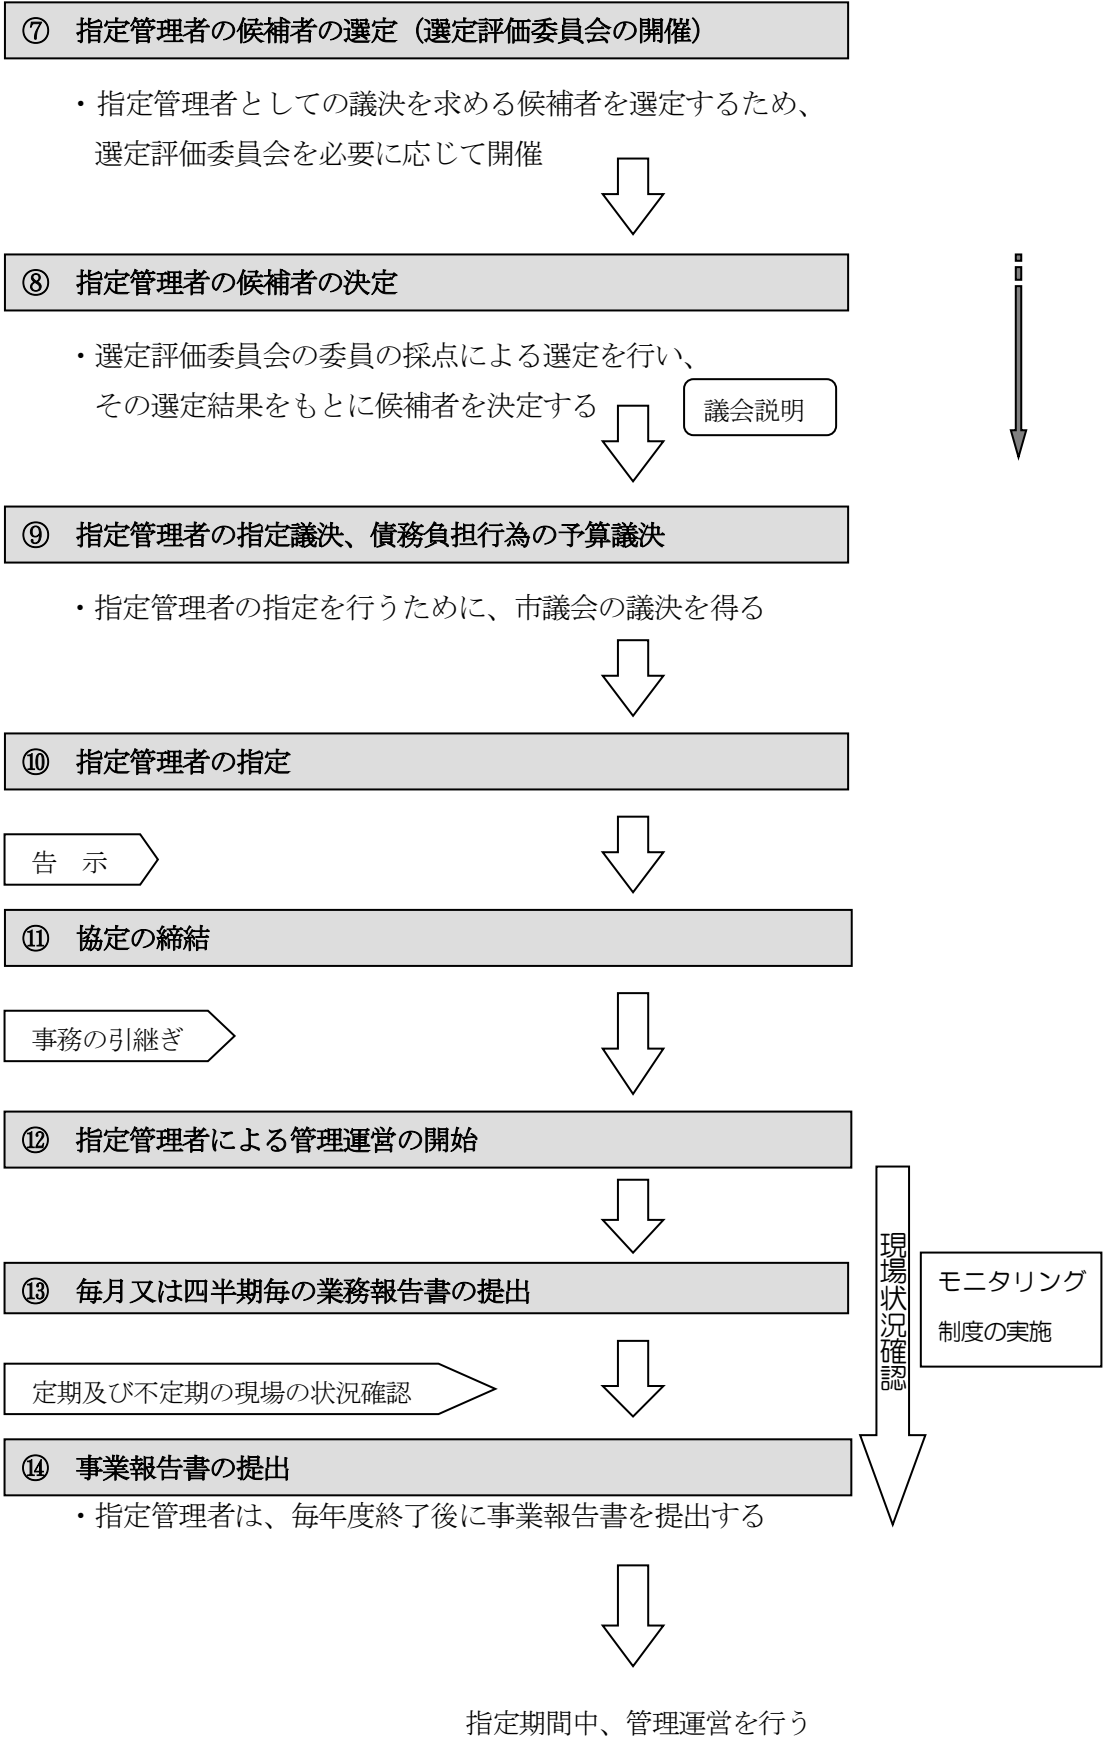 ⑦ 指定管理者の候補者の選定（選定評価委員会の開催）
・指定管理者としての議決を求める候補者を選定するため、
選定評価委員会を必要に応じて開催
⑧ 指定管理者の候補者の決定
・選定評価委員会の委員の採点による選定を行い、
その選定結果をもとに候補者を決定する
議会説明
⑨ 指定管理者の指定議決、債務負担行為の予算議決
・指定管理者の指定を行うために、市議会の議決を得る
⑩ 指定管理者の指定
告 示
⑪ 協定の締結
事務の引継ぎ
⑫ 指定管理者による管理運営の開始
⑬ 毎月又は四半期毎の業務報告書の提出
現場状況確認
モニタリング
制度の実施
定期及び不定期の現場の状況確認
⑭ 事業報告書の提出
・指定管理者は、毎年度終了後に事業報告書を提出する
指定期間中、管理運営を行う